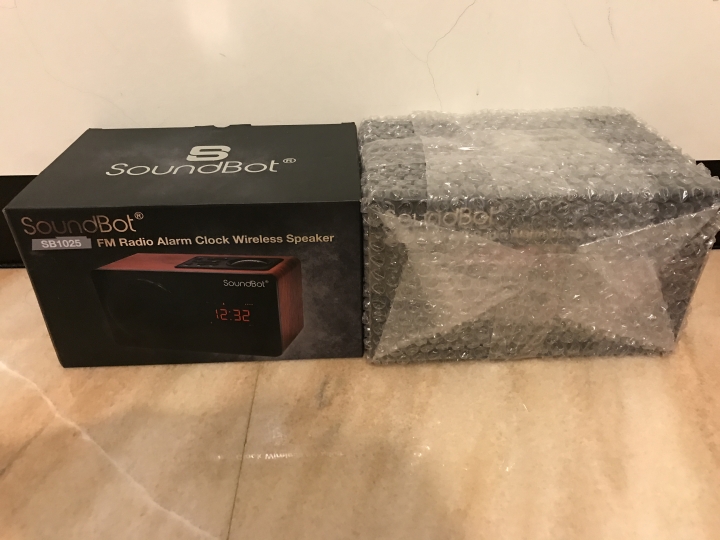 S
SoundBot®
SoundBot®
SB1025 FM Radio Alarm Clock Wireless Speaker
SoundBot®
12:32
SoundBot